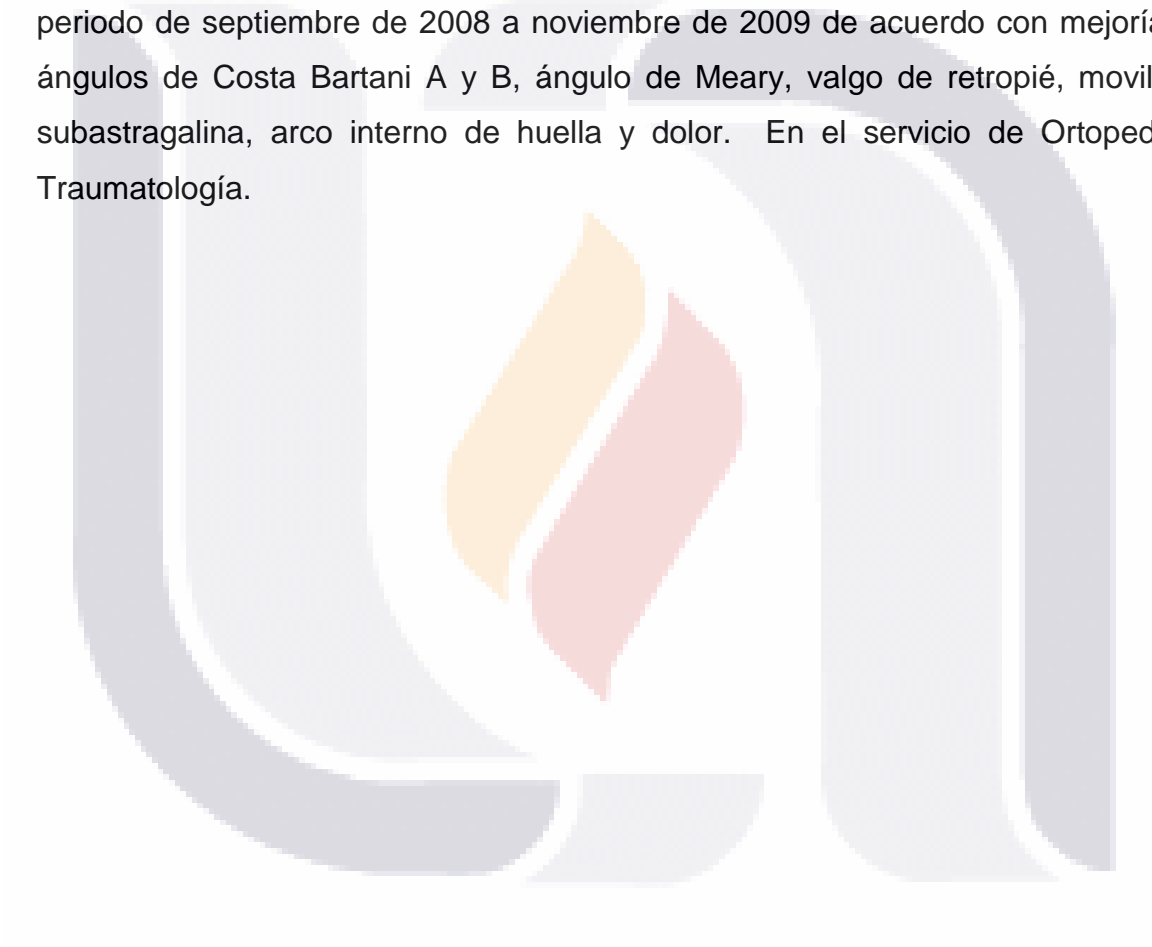 periodo de septiembre de 2008 a noviembre de 2009 de acuerdo con mejoría
ángulos de Costa Bartani A y B, ángulo de Meary, valgo de retropié, movil
subastragalina, arco interno de huella y dolor. En el servicio de Ortoped
Traumatología.